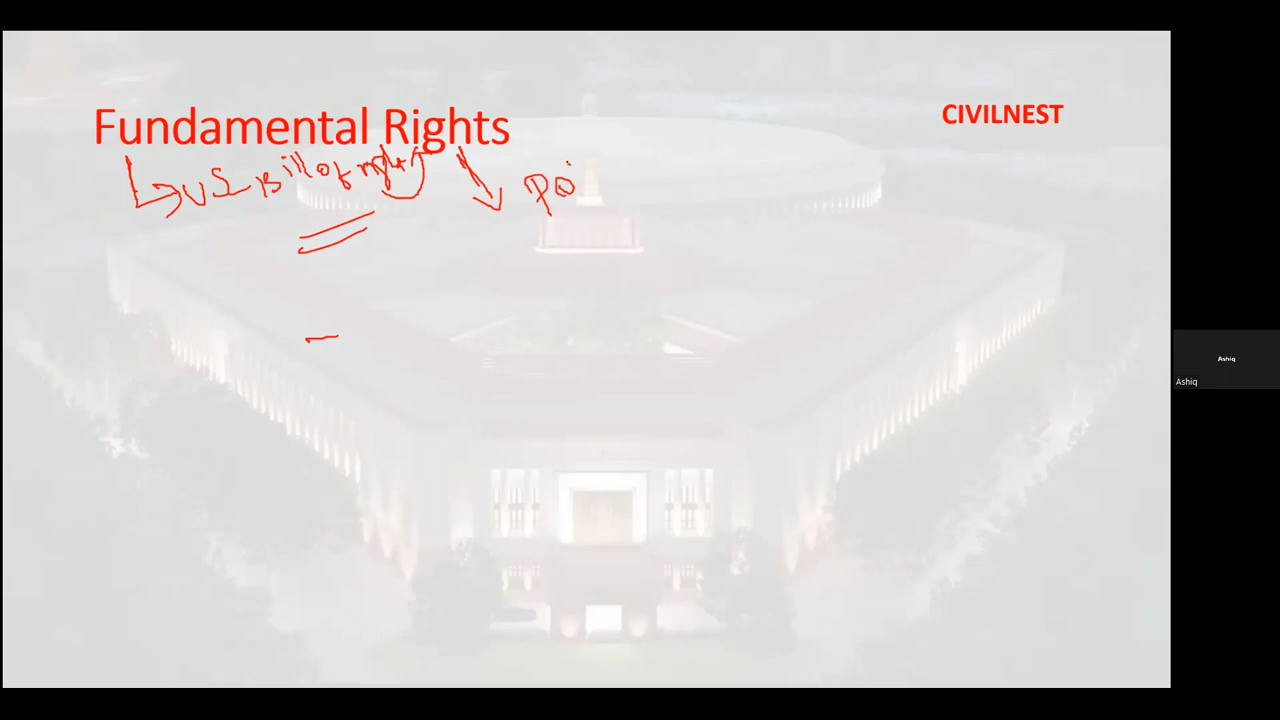 Fundamental Rights
CIVILNEST
US Bill of rights
Ashiq
Ashiq